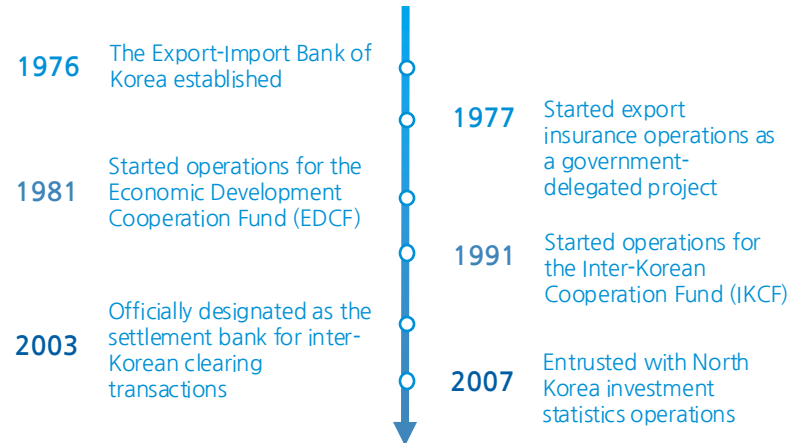 1976
The Export-Import Bank of
Korea established
1977
Started export
insurance operations as
a government-
delegated project
1981
Started operations for the
Economic Development
Cooperation Fund (EDCF)
1991
Started operations for
the Inter-Korean
Cooperation Fund (IKCF)
2003
Officially designated as the
settlement bank for inter-
Korean clearing
transactions
2007
Entrusted with North
Korea investment
statistics operations